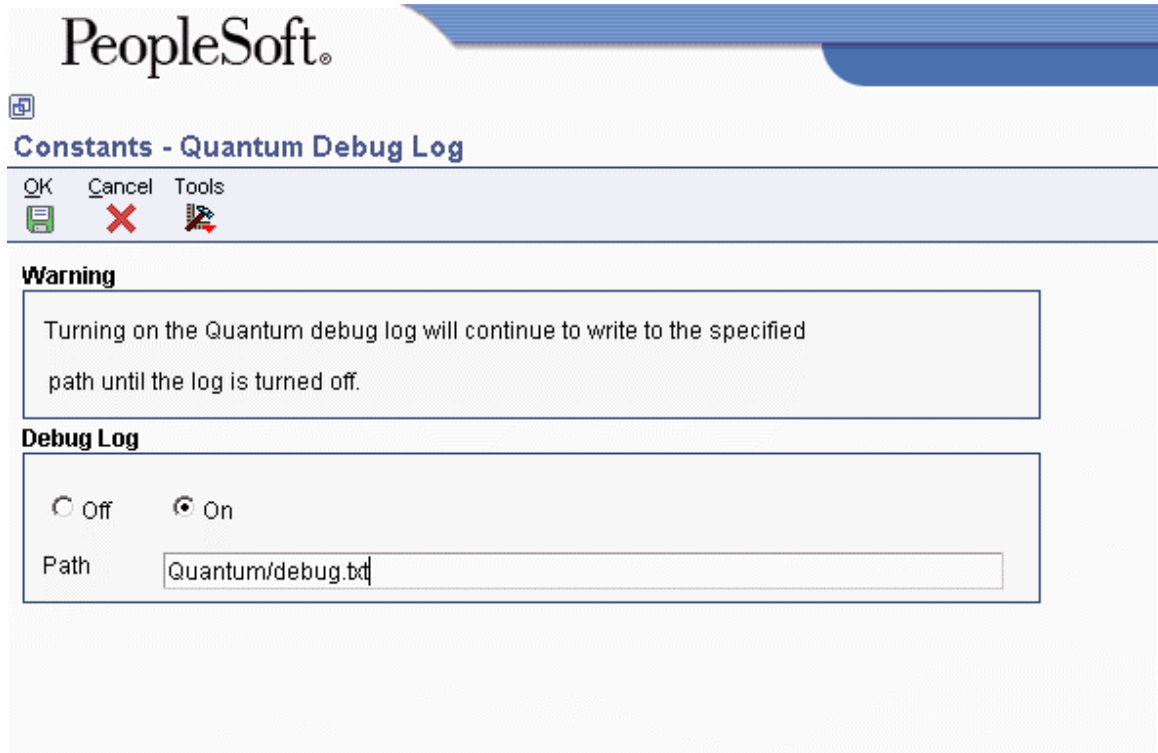 PeopleSoft®
Constants - Quantum Debug Log
OK Cancel Tools
Warning
Turning on the Quantum debug log will continue to write to the specified
path until the log is turned off.
Debug Log
Off On
Path Quantum/debug.txt